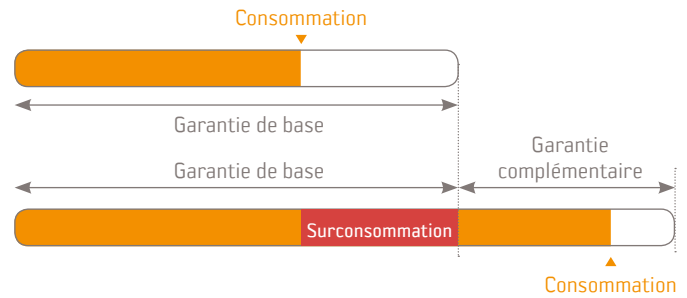 Consommation
Garantie de base
Garantie de base
Garantie
complémentaire
Surconsommation
Consommation